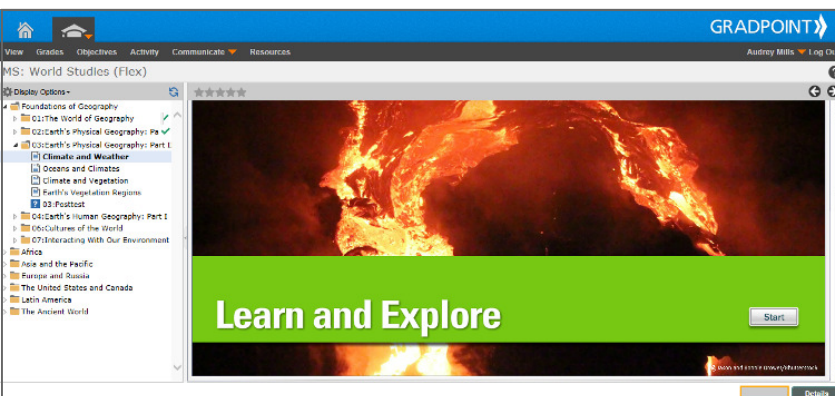 GRADPOINT
View Grades Objectives Activity Communicate Resources
Audrey Mills Log Ou
MS: World Studies (Flex)
Display Options
Foundations of Geography
01:The World of Geography
02:Earth's Physical Geography: Pa
03:Earth's Physical Geography: Part I
Climate and Weather
Oceans and Climates
Climate and Vegetation
Earth's Vegetation Regions
03:Posttest
04:Earth's Human Geography: Part I
06:Cultures of the World
07:Interacting With Our Environment
Africa
Asia and the Pacific
Europe and Russia
The United States and Canada
Latin America
The Ancient World
Learn and Explore
Start
Details